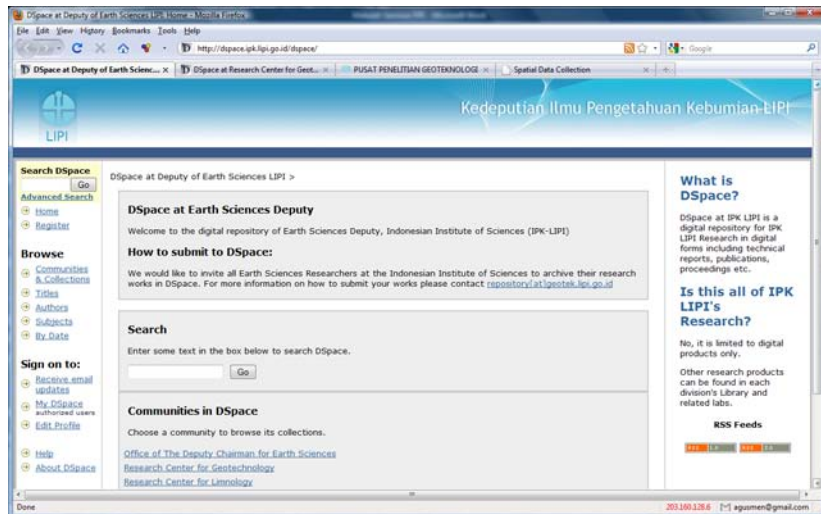 DSpace at Deputy of Earth Sciences LIPI: Home - Mozilla Firefox
File Edit View History Bookmarks Tools Help
http://dspace.ipk.lipi.go.id/dspace/
Google
DSpace at Deputy of Earth Scienc...
DSpace at Research Center for Geot...
PUSAT PENELITIAN GEOTEKNOLOGI
Spatial Data Collection
LIPI
Kedeputian Ilmu Pengetahuan Kebumian-LIPI
Search DSpace
Go
Advanced Search
Home
Register
Browse
Communities
& Collections
Titles
Authors
Subjects
By Date
Sign on to:
Receive email
updates
My DSpace
authorized users
Edit Profile
Help
About DSpace
DSpace at Deputy of Earth Sciences LIPI >
DSpace at Earth Sciences Deputy
Welcome to the digital repository of Earth Sciences Deputy, Indonesian Institute of Sciences (IPK-LIPI)
How to submit to DSpace:
We would like to invite all Earth Sciences Researchers at the Indonesian Institute of Sciences to archive their research
works in DSpace. For more information on how to submit your works please contact repository[at]geotek.lipi.go.id
Search
Enter some text in the box below to search DSpace.
Go
Communities in DSpace
Choose a community to browse its collections.
Office of The Deputy Chairman for Earth Sciences
Research Center for Geotechnology
Research Center for Limnology
What is
DSpace?
DSpace at IPK LIPI is a
digital repository for IPK
LIPI Research in digital
forms including technical
reports, publications,
proceedings etc.
Is this all of IPK
LIPI's
Research?
No, it is limited to digital
products only.
Other research products
can be found in each
division's Library and
related labs.
RSS Feeds
Done
203.160.128.6
agusmen@gmail.com